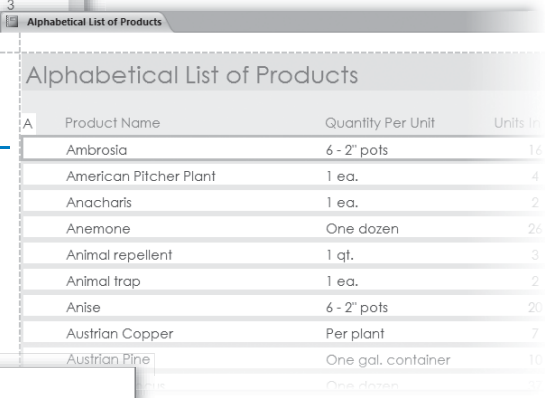 3
Alphabetical List of Products
Alphabetical List of Products
A Product Name Quantity Per Unit Units In
Ambrosia 6 - 2" pots 16
American Pitcher Plant 1 ea. 4
Anacharis 1 ea. 2
Anemone One dozen 26
Animal repellent 1 qt. 3
Animal trap 1 ea. 2
Anise 6 - 2" pots 20
Austrian Copper Per plant 7
Austrian Pine One gal. container 10
One dozen